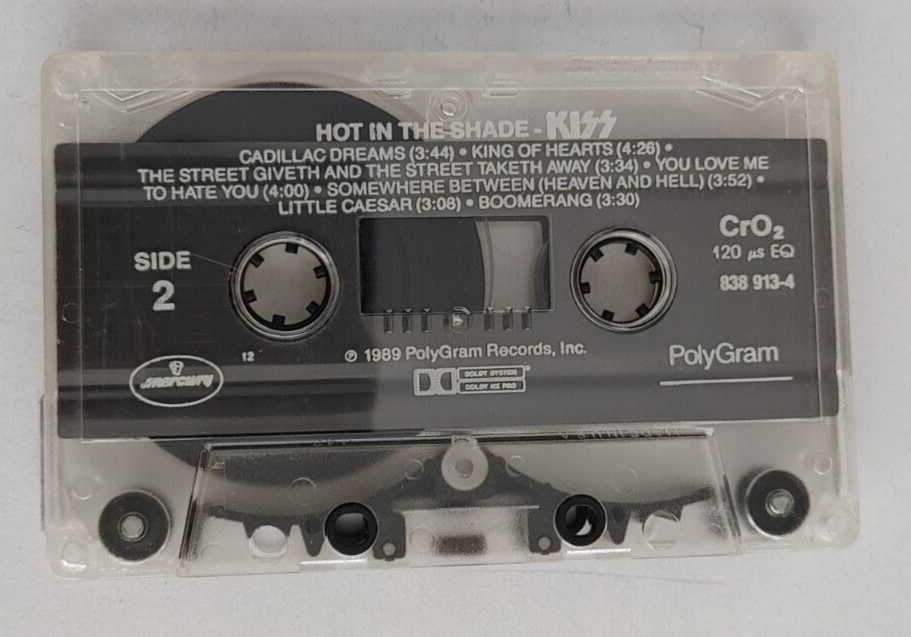 HOT IN THE SHADE - KISS
CADILLAC DREAMS (3:44) • KING OF HEARTS (4:26) •
THE STREET GIVETH AND THE STREET TAKETH AWAY (3:34) • YOU LOVE ME
TO HATE YOU (4:00) • SOMEWHERE BETWEEN (HEAVEN AND HELL) (3:52) •
LITTLE CAESAR (3:08) • BOOMERANG (3:30)
SIDE
2
CrO₂
120 µs EQ
838 913-4
12
℗ 1989 PolyGram Records, Inc.
PolyGram
mercury
DOLBY SYSTEM
DOLBY HX PRO